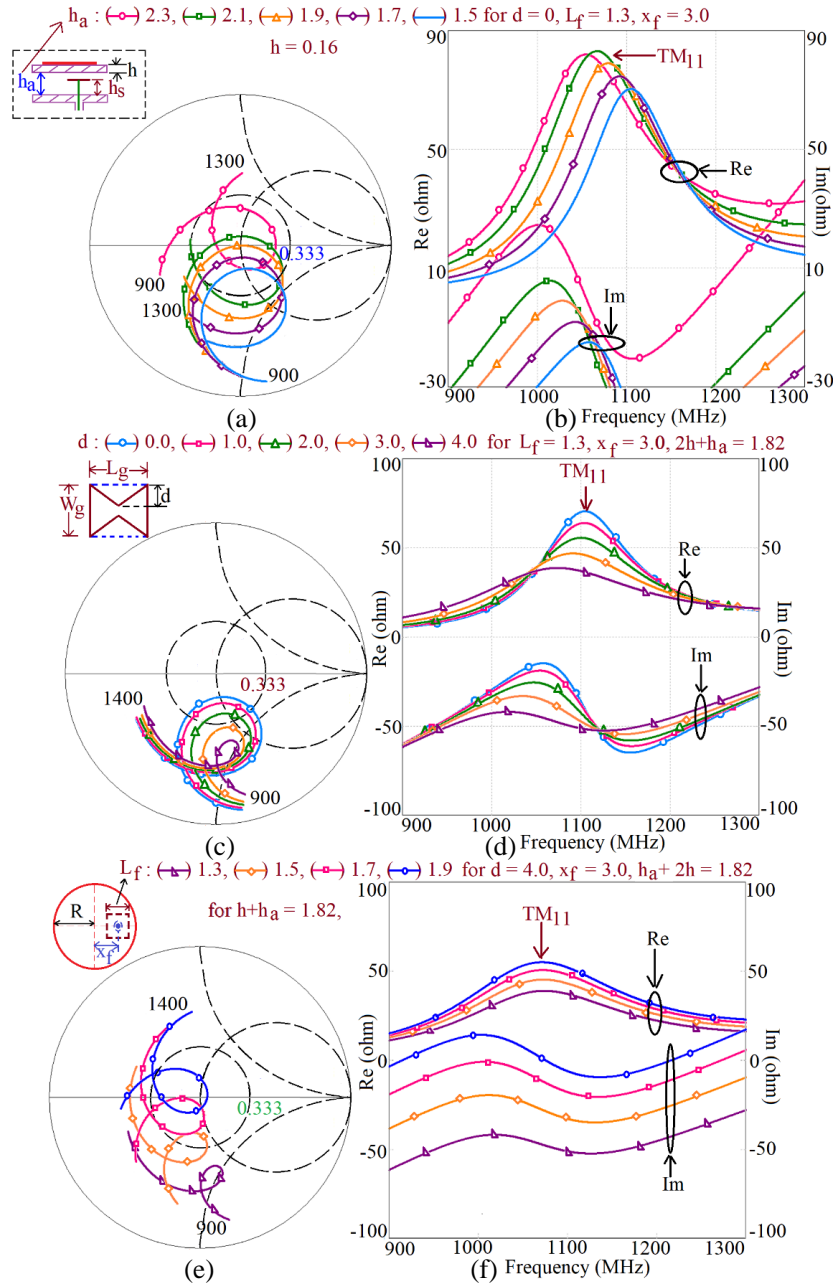 h_a : (-o-) 2.3, (-□-) 2.1, (-△-) 1.9, (-◇-) 1.7, (—) 1.5 for d = 0, L_f = 1.3, x_f = 3.0
h = 0.16
h
h_a
h_s
1300
0.333
900
1300
900
(a)
90
50
10
-30
Re (ohm)
TM_11
Re
Im
90
50
10
-30
Im(ohm)
900 1000 1100 1200 1300
Frequency (MHz)
(b)
d : (-o-) 0.0, (-□-) 1.0, (-△-) 2.0, (-◇-) 3.0, (-◺-) 4.0 for L_f = 1.3, x_f = 3.0, 2h+h_a = 1.82
L_g
W_g
d
1400
0.333
900
(c)
100
50
0
-50
-100
Re (ohm)
TM_11
Re
Im
100
50
0
-50
-100
Im (ohm)
900 1000 1100 1200 1300
Frequency (MHz)
(d)
L_f : (-◺-) 1.3, (-◇-) 1.5, (-□-) 1.7, (-o-) 1.9 for d = 4.0, x_f = 3.0, h_a+ 2h = 1.82
R
x_f
for h+h_a = 1.82,
1400
0.333
900
(e)
100
50
0
-50
-100
Re (ohm)
TM_11
Re
Im
100
50
0
-50
-100
Im (ohm)
900 1000 1100 1200 1300
Frequency (MHz)
(f)